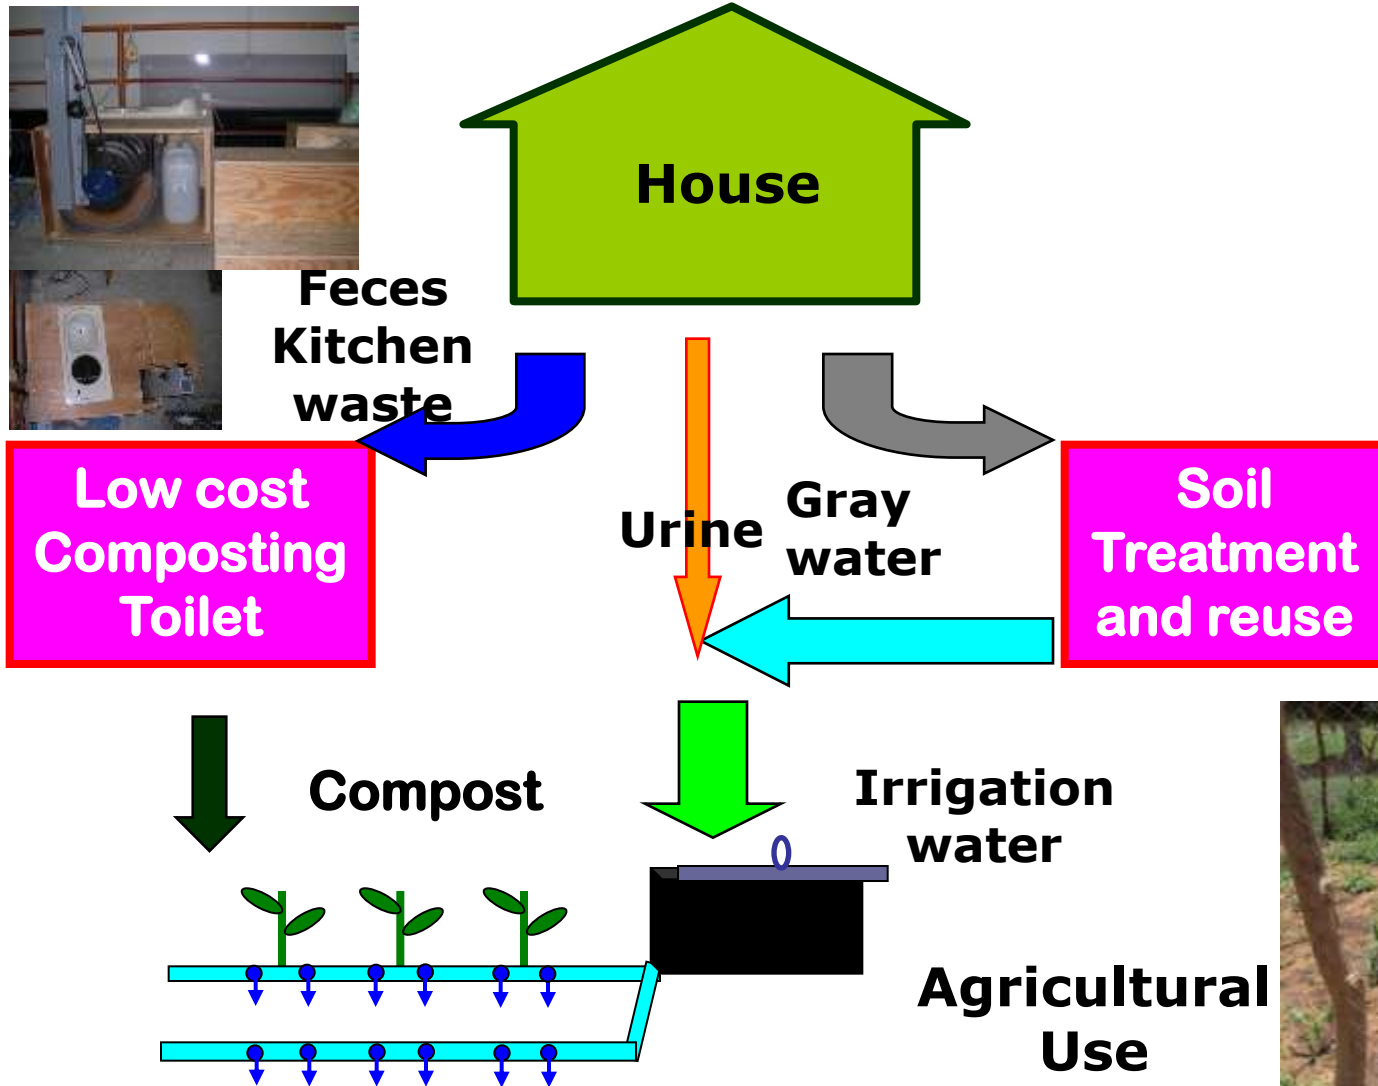 House
Feces
Kitchen
waste
Low cost
Composting
Toilet
Urine
Gray
water
Soil
Treatment
and reuse
Compost
Irrigation
water
Agricultural
Use